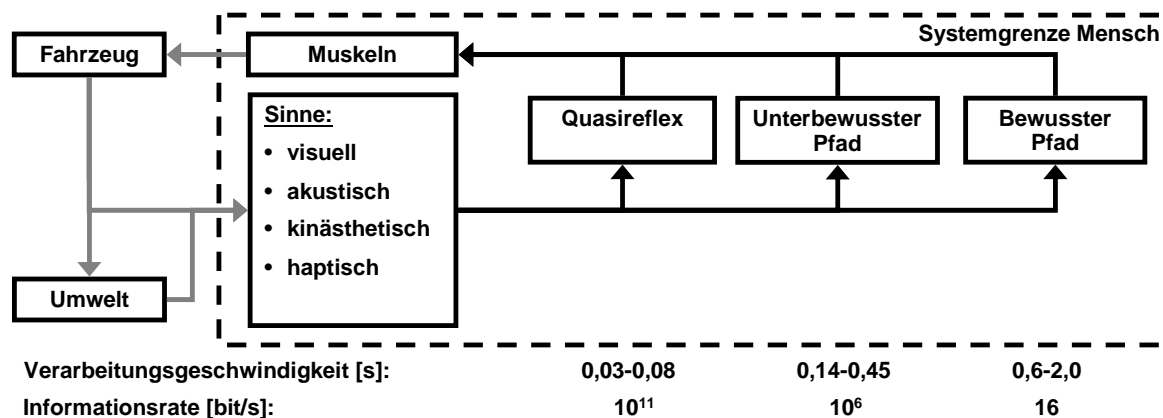 Systemgrenze Mensch
Fahrzeug
Muskeln
Sinne:
• visuell
• akustisch
• kinästhetisch
• haptisch
Quasireflex
Unterbewusster
Pfad
Bewusster
Pfad
Umwelt
Verarbeitungsgeschwindigkeit [s]: 0,03-0,08 0,14-0,45 0,6-2,0
Informationsrate [bit/s]: 10¹¹ 10⁶ 16